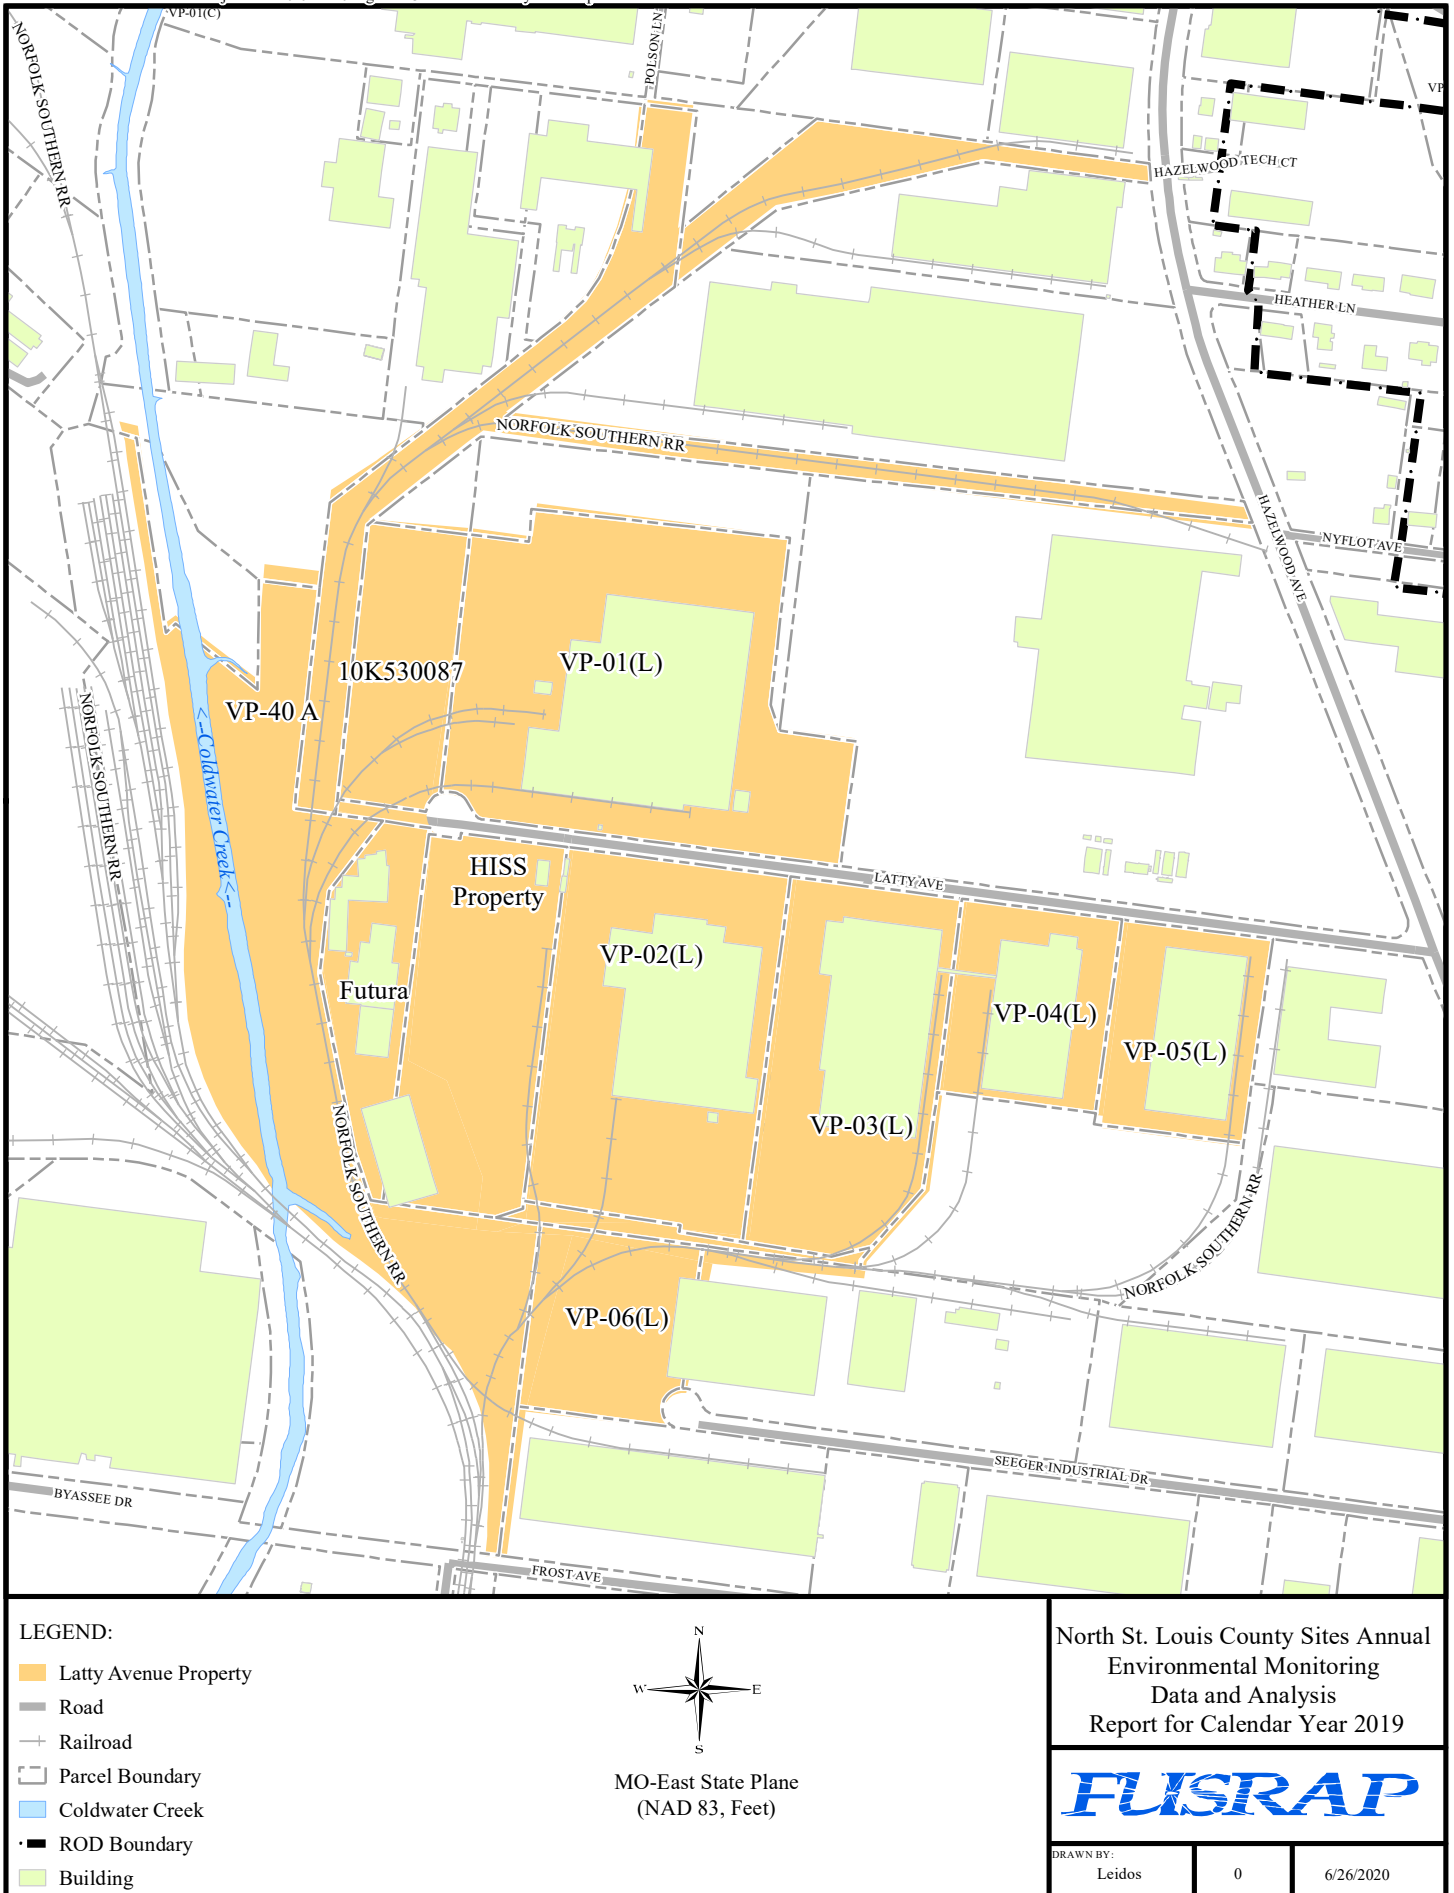 VP-01(C)
NORFOLK SOUTHERN RR
POLSON LN
VP
HAZELWOOD TECH CT
HEATHER LN
NORFOLK SOUTHERN RR
HAZELWOOD AVE
NYFLOT AVE
10K530087
VP-01(L)
VP-40 A
NORFOLK SOUTHERN RR
<--Coldwater Creek<--
HISS
Property
LATTY AVE
VP-02(L)
Futura
VP-04(L)
VP-05(L)
VP-03(L)
NORFOLK SOUTHERN RR
NORFOLK SOUTHERN RR
VP-06(L)
SEEGER INDUSTRIAL DR
BYASSEE DR
FROST AVE
LEGEND:
Latty Avenue Property
Road
Railroad
Parcel Boundary
Coldwater Creek
ROD Boundary
Building
N
W
E
S
MO-East State Plane
(NAD 83, Feet)
North St. Louis County Sites Annual
Environmental Monitoring
Data and Analysis
Report for Calendar Year 2019
FUSRAP
DRAWN BY:
Leidos
0
6/26/2020